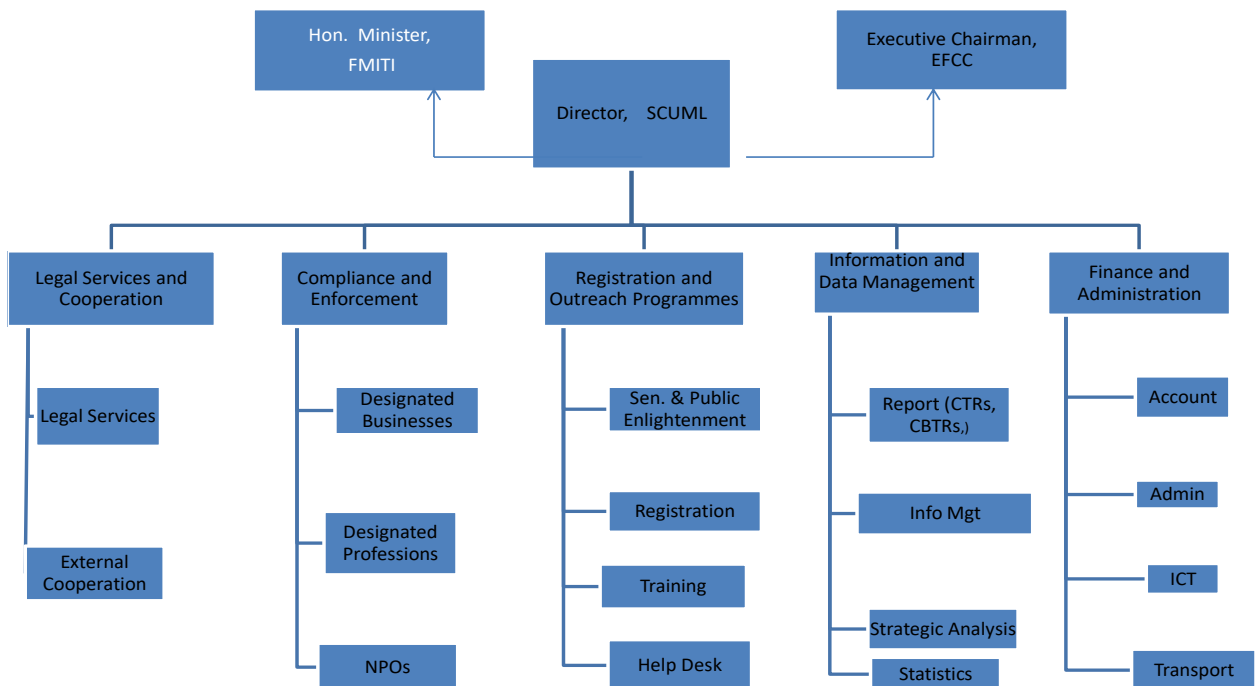 Hon. Minister,
FMITI
Executive Chairman,
EFCC
Director, SCUML
Legal Services and
Cooperation
Compliance and
Enforcement
Registration and
Outreach Programmes
Information and
Data Management
Finance and
Administration
Legal Services
External
Cooperation
Designated
Businesses
Designated
Professions
NPOs
Sen. & Public
Enlightenment
Registration
Training
Help Desk
Report (CTRs,
CBTRs,)
Info Mgt
Strategic Analysis
Statistics
Account
Admin
ICT
Transport